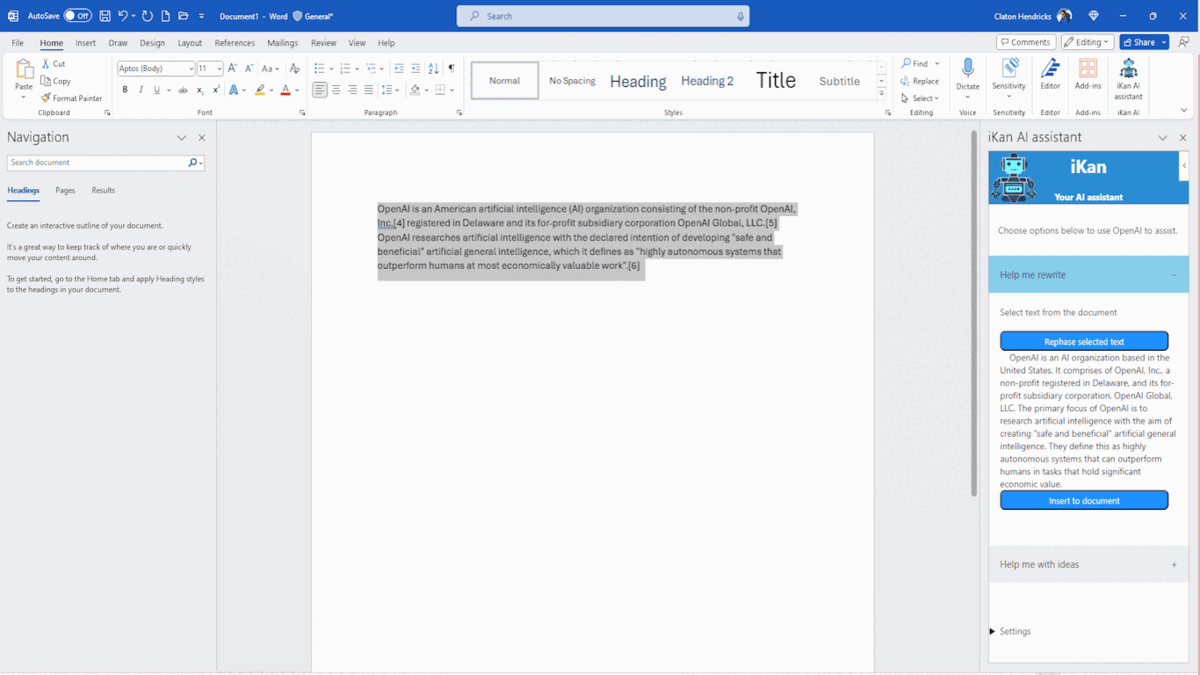 AutoSave Off Document1 - Word General* Search Claton Hendricks
File Home Insert Draw Design Layout References Mailings Review View Help Comments Editing Share
Paste Cut Copy Format Painter Clipboard
Aptos (Body) 11 Aa
B I U ab x₂ x² A A
Font
Paragraph
Normal No Spacing Heading Heading 2 Title Subtitle
Styles
Find Replace Select Editing
Dictate Voice
Sensitivity Sensitivity
Editor Editor
Add-ins Add-ins
iKan AI assistant iKan AI
Navigation
Search document
Headings Pages Results
Create an interactive outline of your document.
It's a great way to keep track of where you are or quickly
move your content around.
To get started, go to the Home tab and apply Heading styles
to the headings in your document.
OpenAI is an American artificial intelligence (AI) organization consisting of the non-profit OpenAI,
Inc.[4] registered in Delaware and its for-profit subsidiary corporation OpenAI Global, LLC.[5]
OpenAI researches artificial intelligence with the declared intention of developing "safe and
beneficial" artificial general intelligence, which it defines as "highly autonomous systems that
outperform humans at most economically valuable work".[6]
iKan AI assistant
iKan
Your AI assistant
Choose options below to use OpenAI to assist.
Help me rewrite -
Select text from the document
Rephase selected text
OpenAI is an AI organization based in the
United States. It comprises of OpenAI, Inc., a
non-profit registered in Delaware, and its for-
profit subsidiary corporation, OpenAI Global,
LLC. The primary focus of OpenAI is to
research artificial intelligence with the aim of
creating "safe and beneficial" artificial general
intelligence. They define this as highly
autonomous systems that can outperform
humans in tasks that hold significant
economic value.
Insert to document
Help me with ideas +
Settings